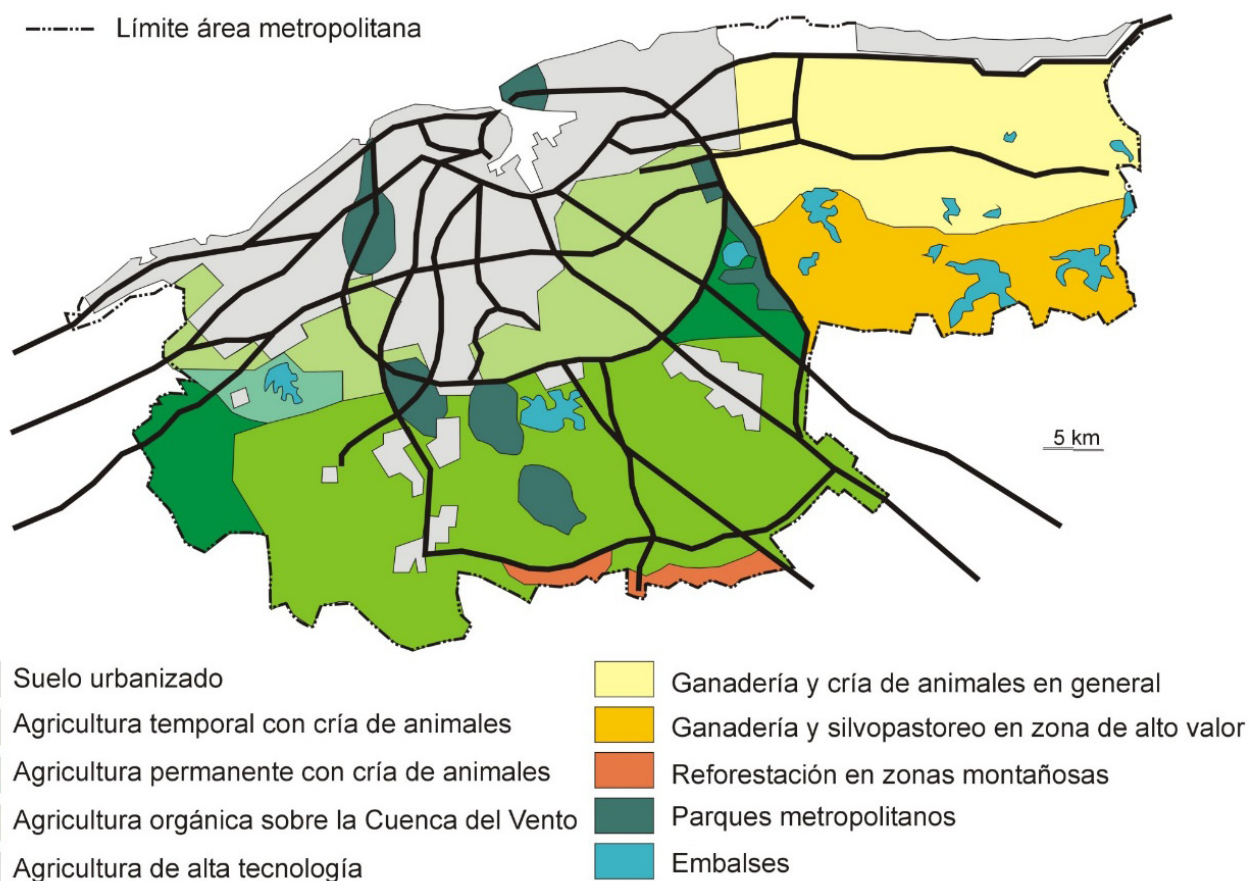 Límite área metropolitana
5 km
Suelo urbanizado
Agricultura temporal con cría de animales
Agricultura permanente con cría de animales
Agricultura orgánica sobre la Cuenca del Vento
Agricultura de alta tecnología
Ganadería y cría de animales en general
Ganadería y silvopastoreo en zona de alto valor
Reforestación en zonas montañosas
Parques metropolitanos
Embalses